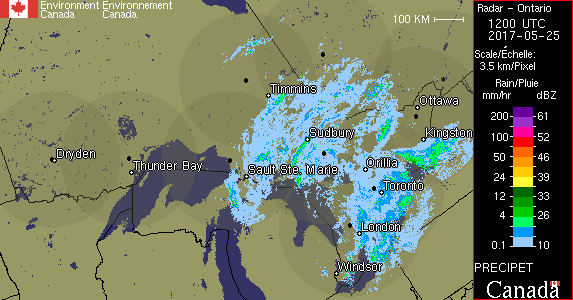 Environment Environnement
Canada Canada
100 KM
Timmins
Ottawa
Sudbury
Kingston
Dryden
Thunder Bay
Sault Ste. Marie
Orillia
Toronto
London
Windsor
Radar - Ontario
1200 UTC
2017-05-25
Scale/Échelle:
3.5 km/Pixel
Rain/Pluie
mm/hr dBZ
200 61
100 52
50 46
24 39
12 33
4 26
0.1 10
PRECIPET
Canada